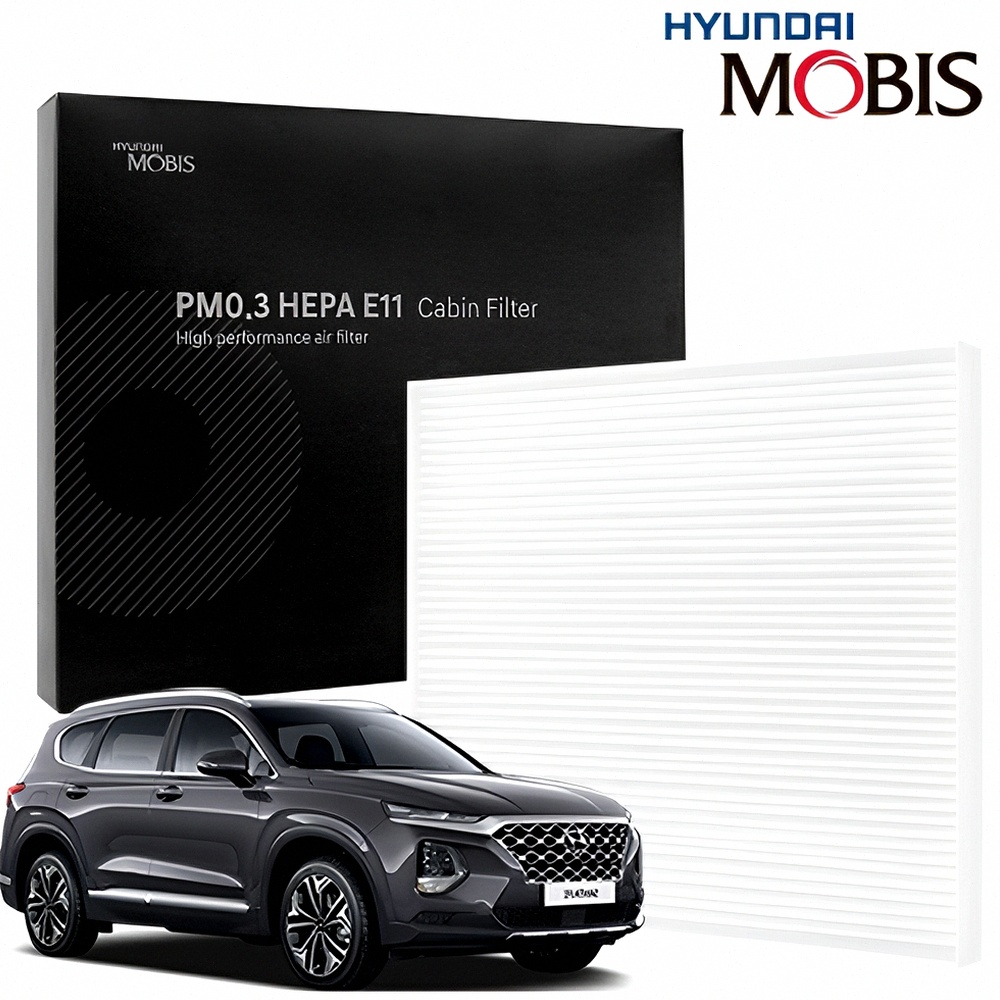 HYUNDAI
MOBIS
HYUNDAI
MOBIS
PM0.3 HEPA E11 Cabin Filter
High performance air filter